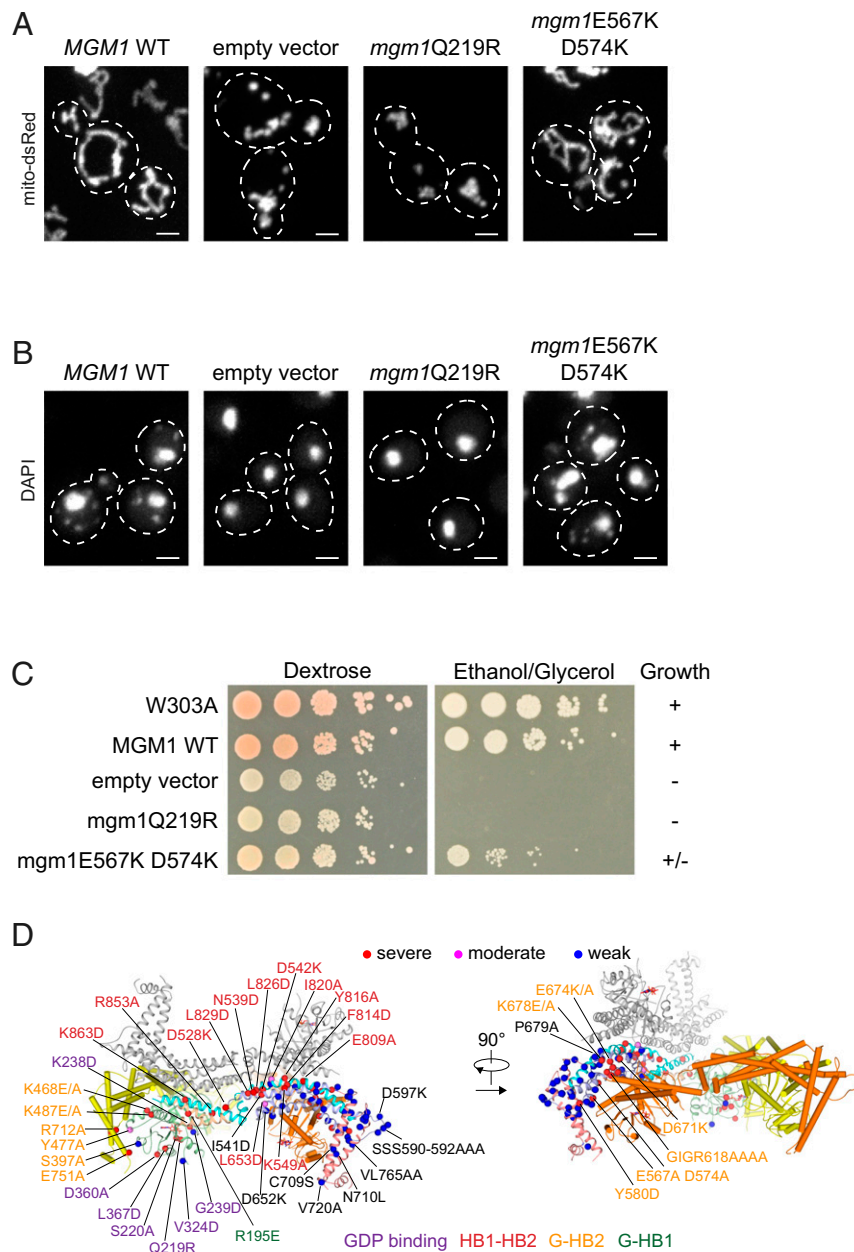 A
MGM1 WT
empty vector
mgm1Q219R
mgm1E567K
D574K
mito-dsRed
B
MGM1 WT
empty vector
mgm1Q219R
mgm1E567K
D574K
DAPI
C
Dextrose
Ethanol/Glycerol
Growth
W303A
+
MGM1 WT
+
empty vector
-
mgm1Q219R
-
mgm1E567K D574K
+/-
D
severe
moderate
weak
D542K
L826D
I820A
N539D
Y816A
R853A
L829D
F814D
K863D
D528K
E809A
K238D
K468E/A
K487E/A
R712A
Y477A
S397A
E751A
D360A
L367D
S220A
Q219R
V324D
G239D
R195E
I541D
L653D
D652K
K549A
C709S
V720A
N710L
VL765AA
SSS590-592AAA
D597K
90°
E674K/A
K678E/A
P679A
D671K
GIGR618AAAA
E567A D574A
Y580D
GDP binding
HB1-HB2
G-HB2
G-HB1